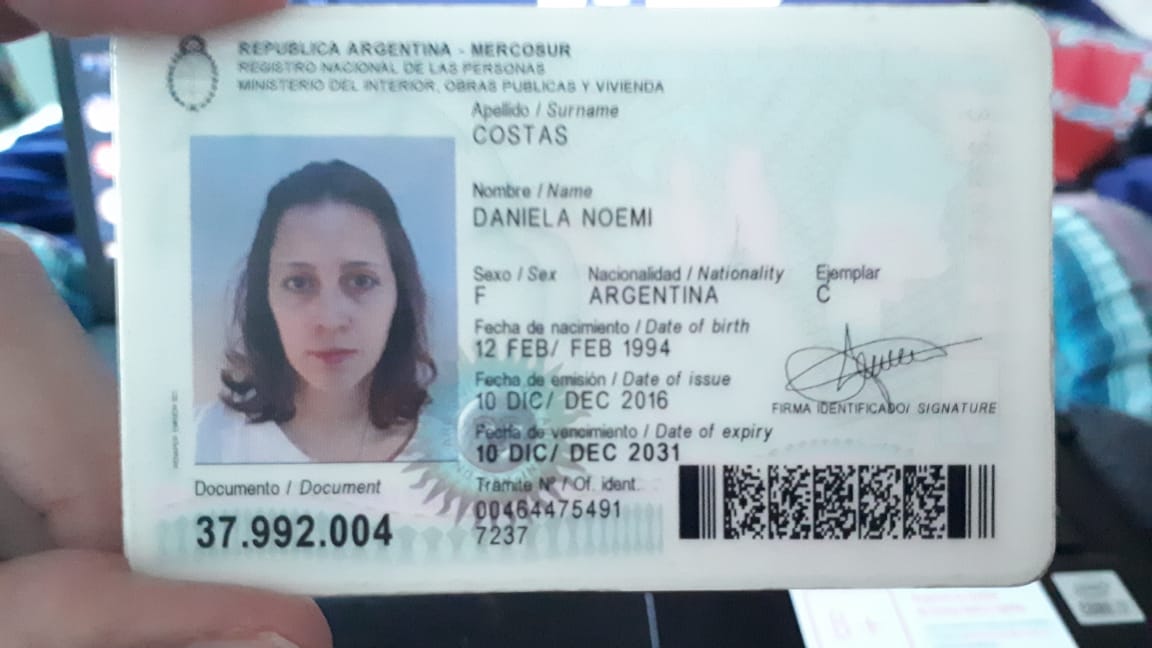 REPUBLICA ARGENTINA - MERCOSUR
REGISTRO NACIONAL DE LAS PERSONAS
MINISTERIO DEL INTERIOR, OBRAS PUBLICAS Y VIVIENDA
Apellido / Surname
COSTAS
Nombre / Name
DANIELA NOEMI
Sexo / Sex Nacionalidad / Nationality Ejemplar
F ARGENTINA C
Fecha de nacimiento / Date of birth
12 FEB/ FEB 1994
Fecha de emisión / Date of issue
10 DIC/ DEC 2016
FIRMA IDENTIFICADO/ SIGNATURE
Fecha de vencimiento / Date of expiry
10 DIC/ DEC 2031
Documento / Document
37.992.004
Trámite Nº / Of. ident.
00464475491
7237